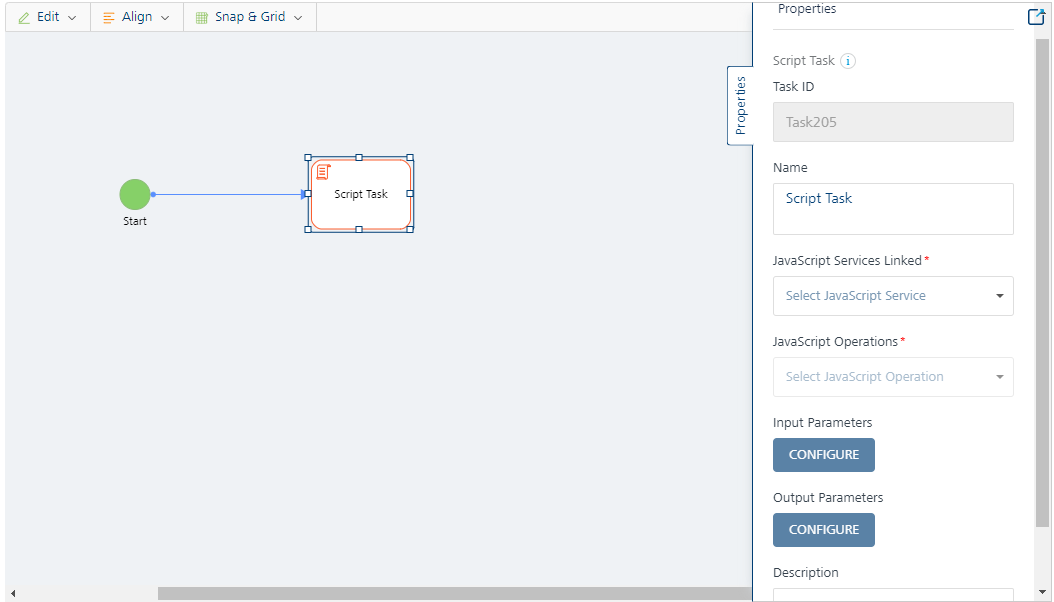 Edit
Align
Snap & Grid
Start
Script Task
Properties
Properties
Script Task i
Task ID
Task205
Name
Script Task
JavaScript Services Linked*
Select JavaScript Service
JavaScript Operations*
Select JavaScript Operation
Input Parameters
CONFIGURE
Output Parameters
CONFIGURE
Description